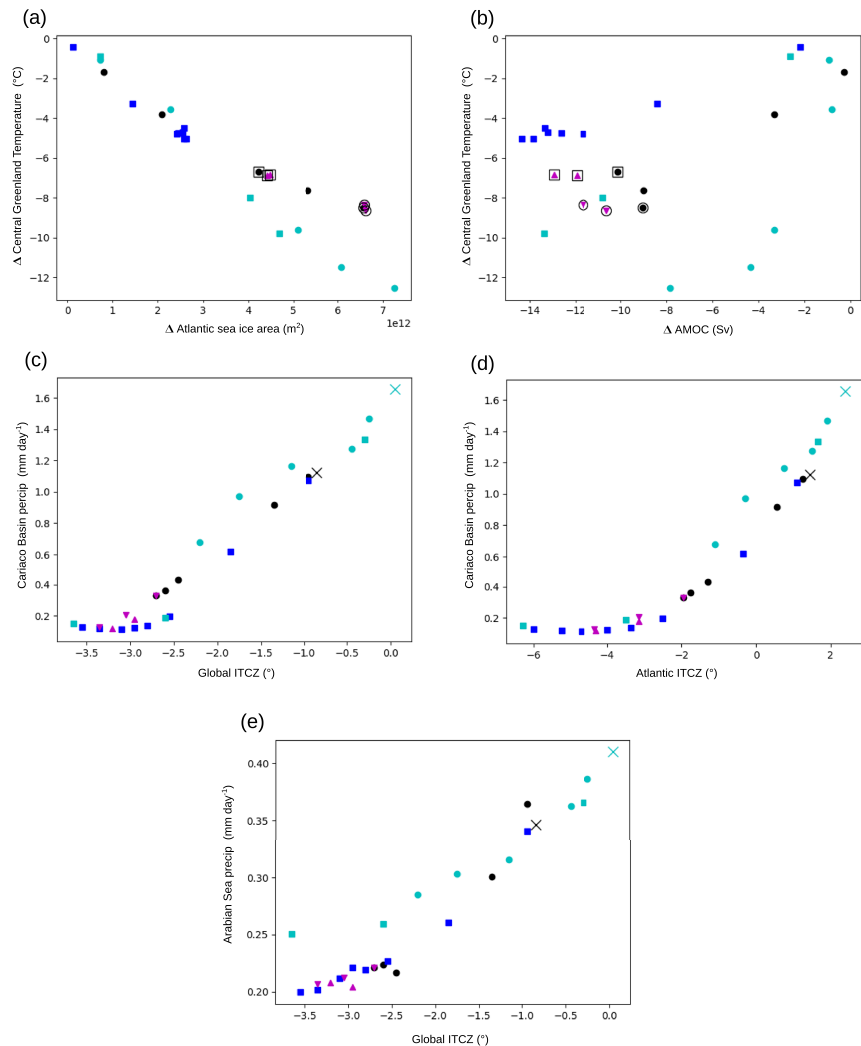 (a)
0
−2
−4
−6
−8
−10
−12
Δ Central Greenland Temperature (°C)
0 1 2 3 4 5 6 7
1e12
Δ Atlantic sea ice area (m²)
(b)
0
−2
−4
−6
−8
−10
−12
Δ Central Greenland Temperature (°C)
−14 −12 −10 −8 −6 −4 −2 0
Δ AMOC (Sv)
(c)
1.6
1.4
1.2
1.0
0.8
0.6
0.4
0.2
Cariaco Basin percip (mm day⁻¹)
−3.5 −3.0 −2.5 −2.0 −1.5 −1.0 −0.5 0.0
Global ITCZ (°)
(d)
1.6
1.4
1.2
1.0
0.8
0.6
0.4
0.2
Cariaco Basin percip (mm day⁻¹)
−6 −4 −2 0 2
Atlantic ITCZ (°)
(e)
0.40
0.35
0.30
0.25
0.20
Arabian Sea precip (mm day⁻¹)
−3.5 −3.0 −2.5 −2.0 −1.5 −1.0 −0.5 0.0
Global ITCZ (°)